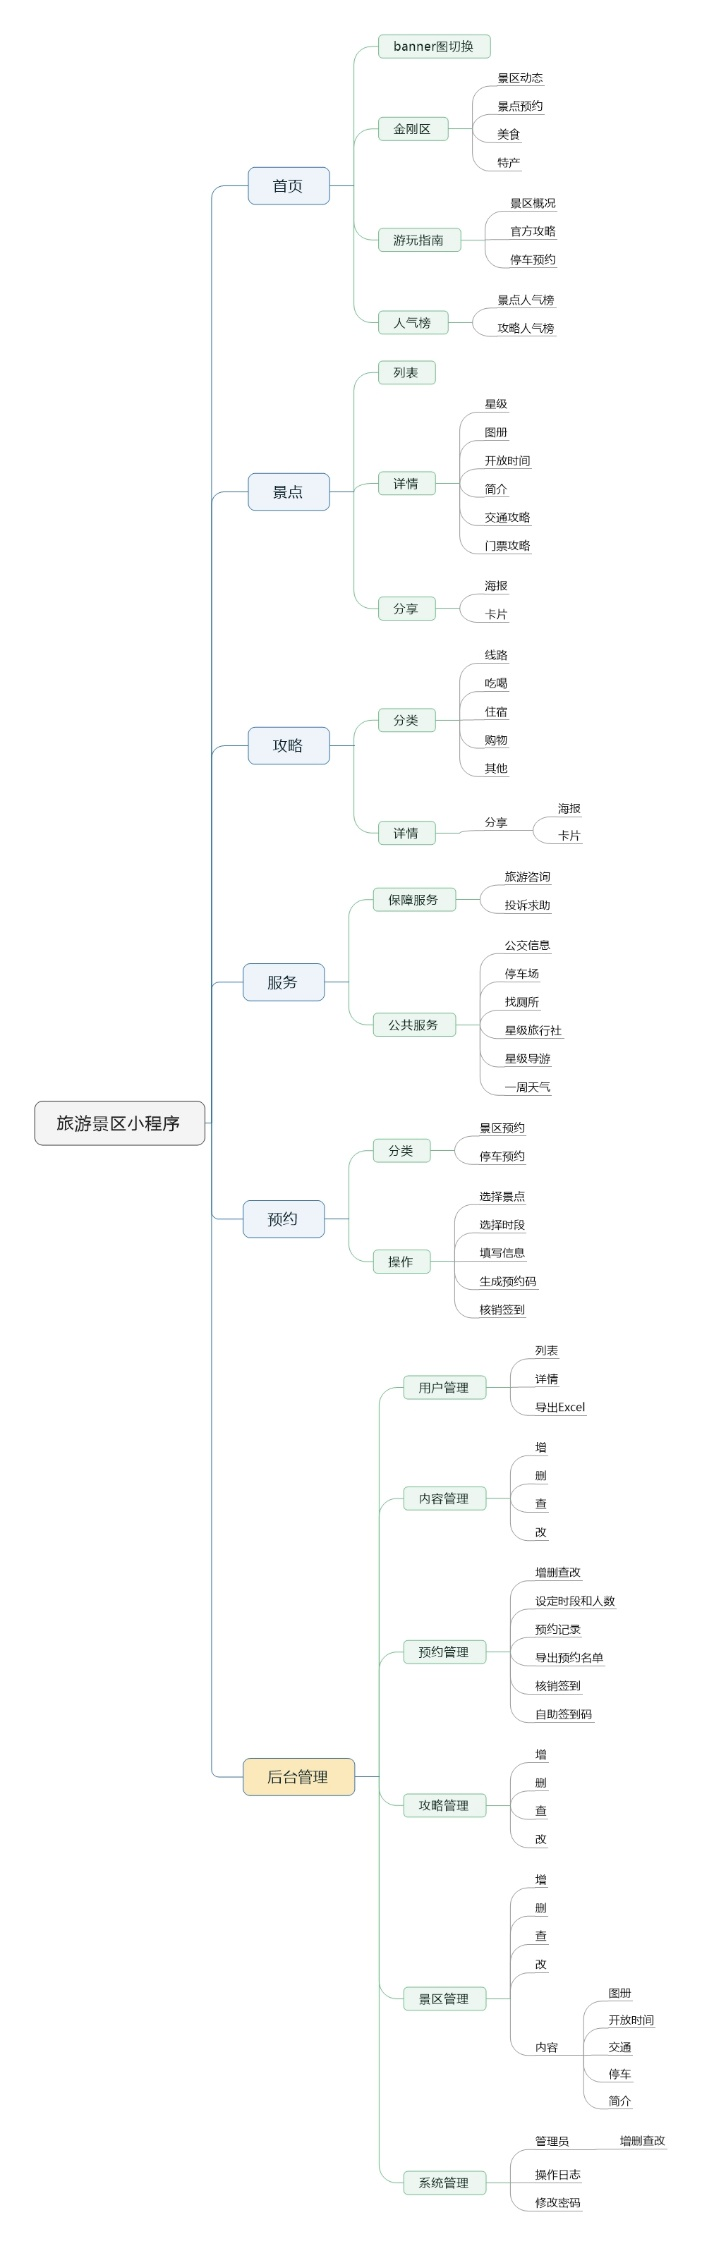 旅游景区小程序
首页
banner图切换
金刚区
景区动态
景点预约
美食
特产
游玩指南
景区概况
官方攻略
停车预约
人气榜
景点人气榜
攻略人气榜
景点
列表
详情
星级
图册
开放时间
简介
交通攻略
门票攻略
分享
海报
卡片
攻略
分类
线路
吃喝
住宿
购物
其他
详情
分享
海报
卡片
服务
保障服务
旅游咨询
投诉求助
公共服务
公交信息
停车场
找厕所
星级旅行社
星级导游
一周天气
预约
分类
景区预约
停车预约
操作
选择景点
选择时段
填写信息
生成预约码
核销签到
后台管理
用户管理
列表
详情
导出Excel
内容管理
增
删
查
改
预约管理
增删查改
设定时段和人数
预约记录
导出预约名单
核销签到
自助签到码
攻略管理
增
删
查
改
景区管理
增
删
查
改
内容
图册
开放时间
交通
停车
简介
系统管理
管理员
增删查改
操作日志
修改密码